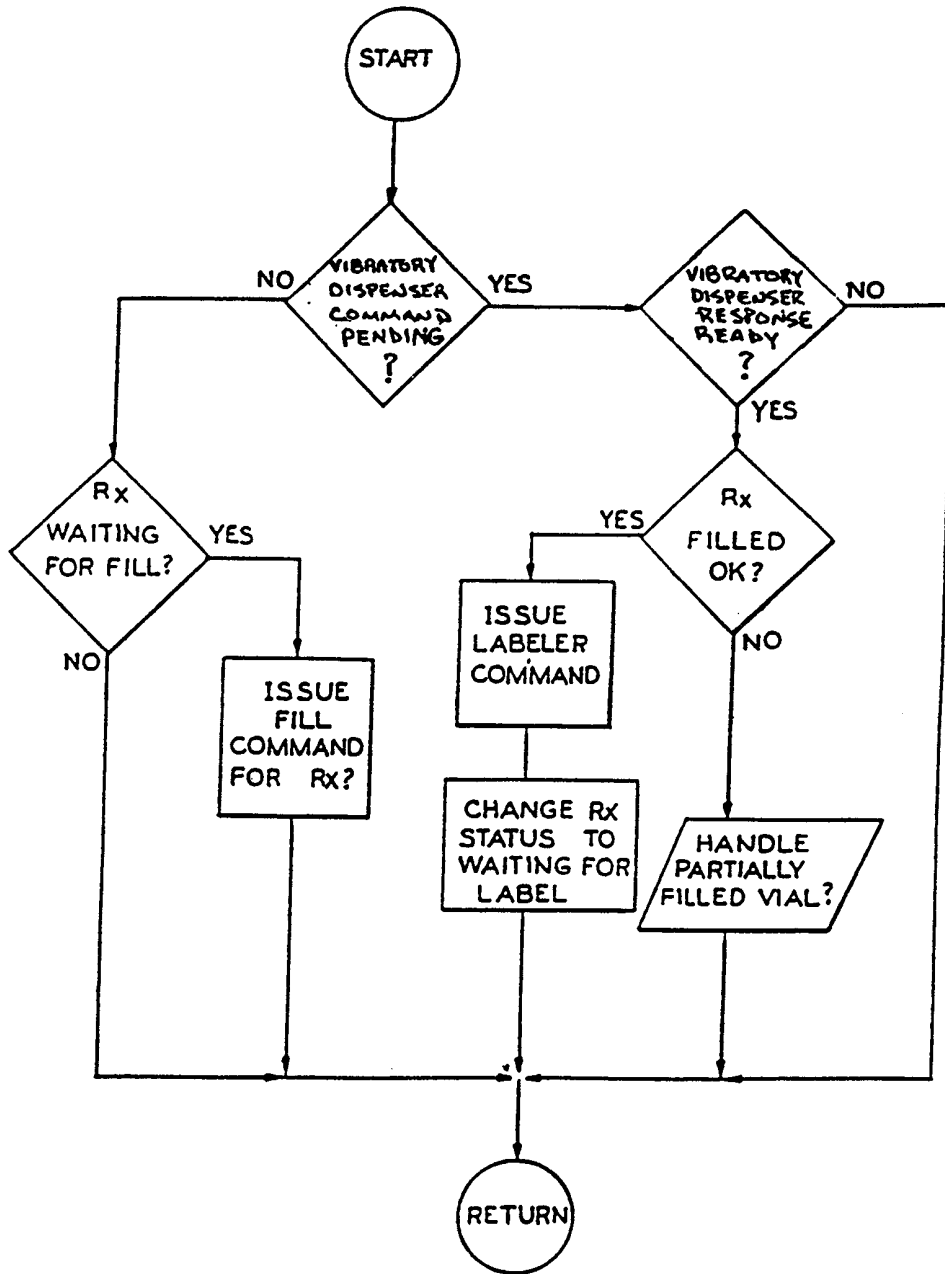 START
VIBRATORY
DISPENSER
COMMAND
PENDING
?
NO
YES
VIBRATORY
DISPENSER
RESPONSE
READY
?
NO
YES
Rx
WAITING
FOR FILL?
YES
NO
ISSUE
FILL
COMMAND
FOR Rx?
Rx
FILLED
OK?
YES
NO
ISSUE
LABELER
COMMAND
CHANGE Rx
STATUS TO
WAITING FOR
LABEL
HANDLE
PARTIALLY
FILLED VIAL?
RETURN